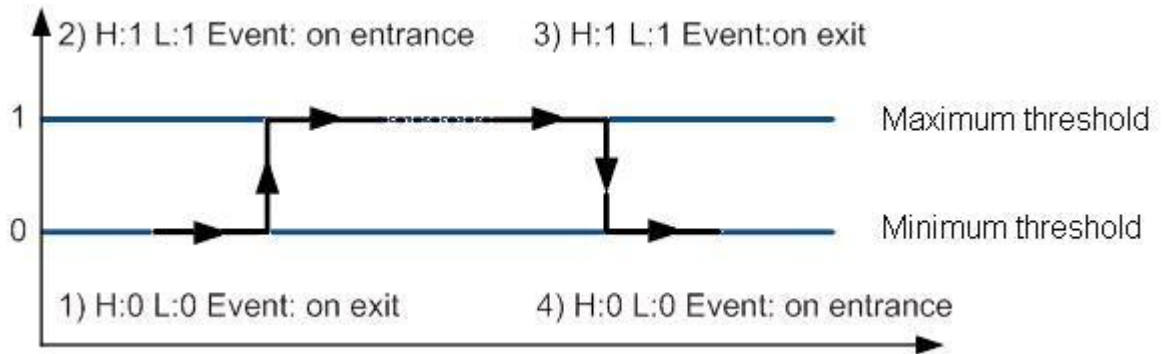 2) H:1 L:1 Event: on entrance 3) H:1 L:1 Event:on exit
1 Maximum threshold
0 Minimum threshold
1) H:0 L:0 Event: on exit 4) H:0 L:0 Event: on entrance